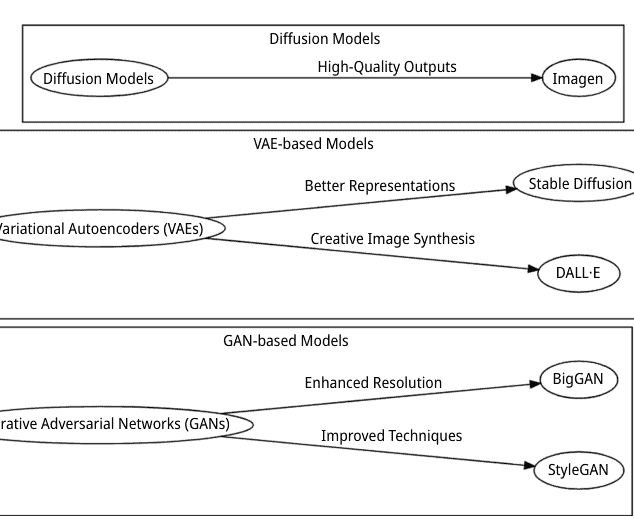 Diffusion Models
Diffusion Models
High-Quality Outputs
Imagen
VAE-based Models
Variational Autoencoders (VAEs)
Better Representations
Stable Diffusion
Creative Image Synthesis
DALL·E
GAN-based Models
rative Adversarial Networks (GANs)
Enhanced Resolution
BigGAN
Improved Techniques
StyleGAN